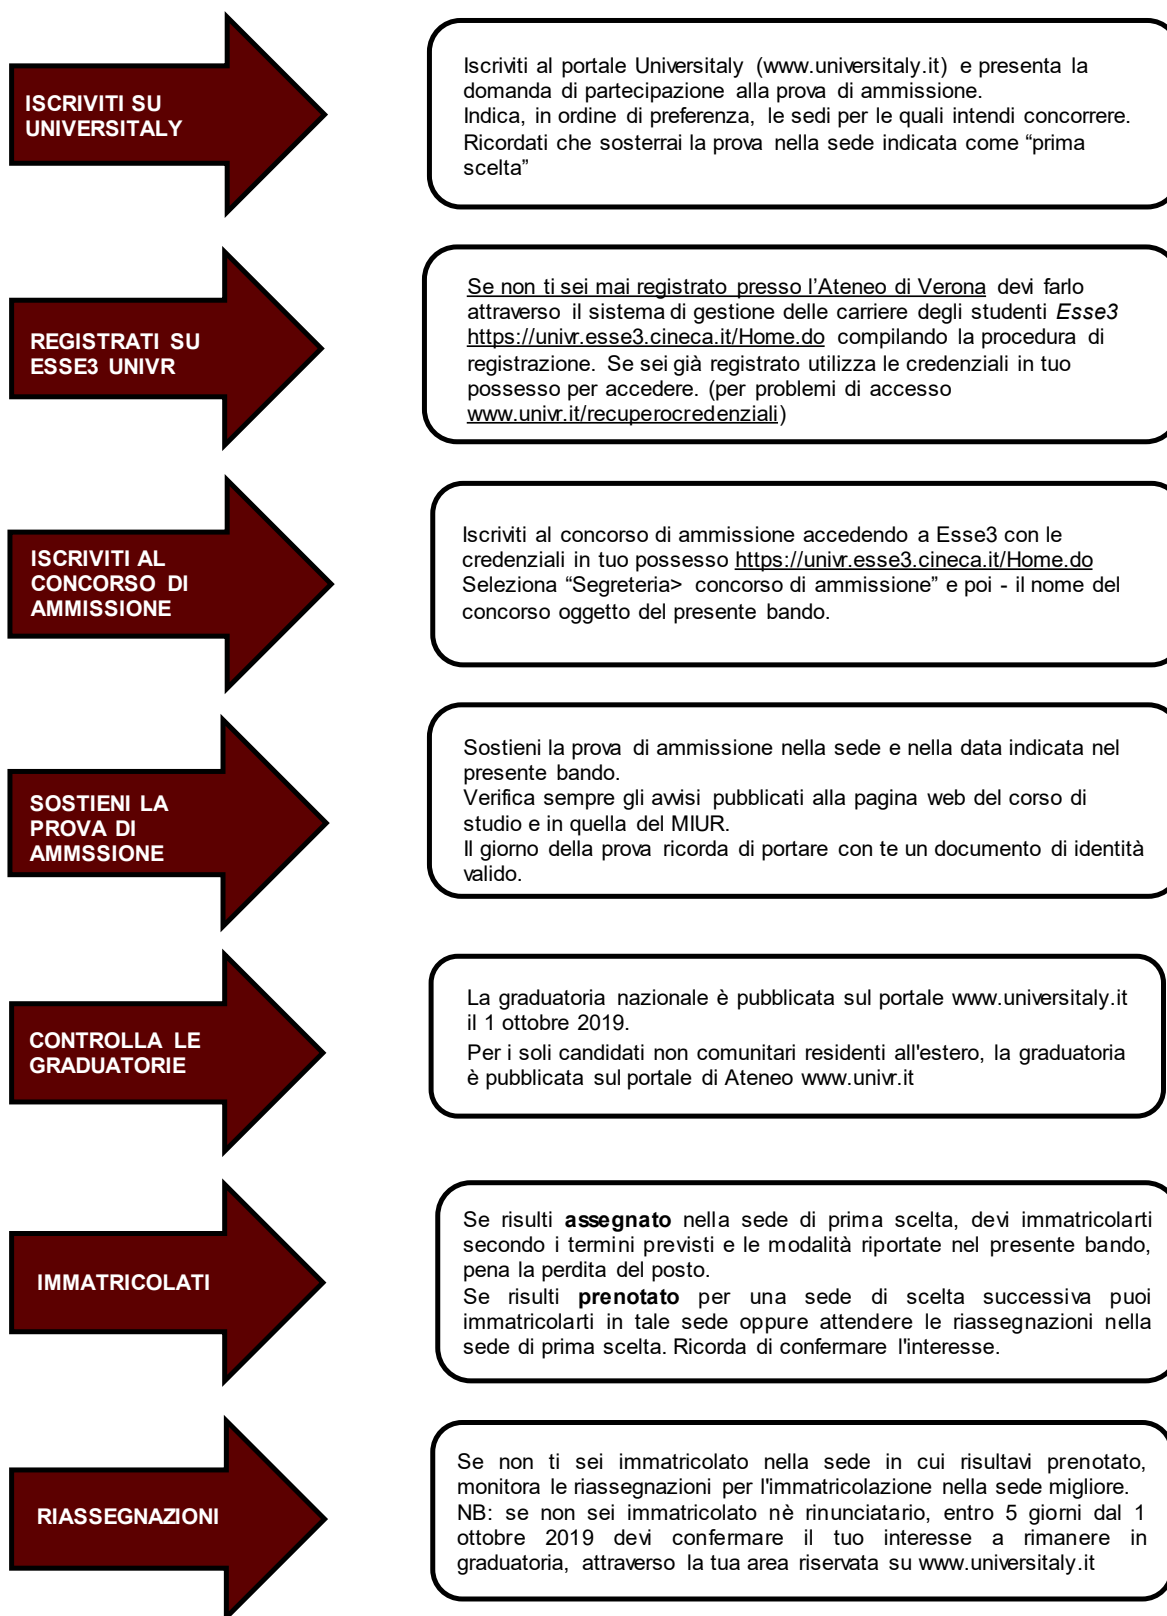 ISCRIVITI SU
UNIVERSITALY
Iscriviti al portale Universitaly (www.universitaly.it) e presenta la
domanda di partecipazione alla prova di ammissione.
Indica, in ordine di preferenza, le sedi per le quali intendi concorrere.
Ricordati che sosterrai la prova nella sede indicata come “prima
scelta”
REGISTRATI SU
ESSE3 UNIVR
Se non ti sei mai registrato presso l’Ateneo di Verona devi farlo
attraverso il sistema di gestione delle carriere degli studenti Esse3
https://univr.esse3.cineca.it/Home.do compilando la procedura di
registrazione. Se sei già registrato utilizza le credenziali in tuo
possesso per accedere. (per problemi di accesso
www.univr.it/recuperocredenziali)
ISCRIVITI AL
CONCORSO DI
AMMISSIONE
Iscriviti al concorso di ammissione accedendo a Esse3 con le
credenziali in tuo possesso https://univr.esse3.cineca.it/Home.do
Seleziona “Segreteria> concorso di ammissione” e poi - il nome del
concorso oggetto del presente bando.
SOSTIENI LA
PROVA DI
AMMSSIONE
Sostieni la prova di ammissione nella sede e nella data indicata nel
presente bando.
Verifica sempre gli avvisi pubblicati alla pagina web del corso di
studio e in quella del MIUR.
Il giorno della prova ricorda di portare con te un documento di identità
valido.
CONTROLLA LE
GRADUATORIE
La graduatoria nazionale è pubblicata sul portale www.universitaly.it
il 1 ottobre 2019.
Per i soli candidati non comunitari residenti all'estero, la graduatoria
è pubblicata sul portale di Ateneo www.univr.it
IMMATRICOLATI
Se risulti assegnato nella sede di prima scelta, devi immatricolarti
secondo i termini previsti e le modalità riportate nel presente bando,
pena la perdita del posto.
Se risulti prenotato per una sede di scelta successiva puoi
immatricolarti in tale sede oppure attendere le riassegnazioni nella
sede di prima scelta. Ricorda di confermare l'interesse.
RIASSEGNAZIONI
Se non ti sei immatricolato nella sede in cui risultavi prenotato,
monitora le riassegnazioni per l'immatricolazione nella sede migliore.
NB: se non sei immatricolato nè rinunciatario, entro 5 giorni dal 1
ottobre 2019 devi confermare il tuo interesse a rimanere in
graduatoria, attraverso la tua area riservata su www.universitaly.it